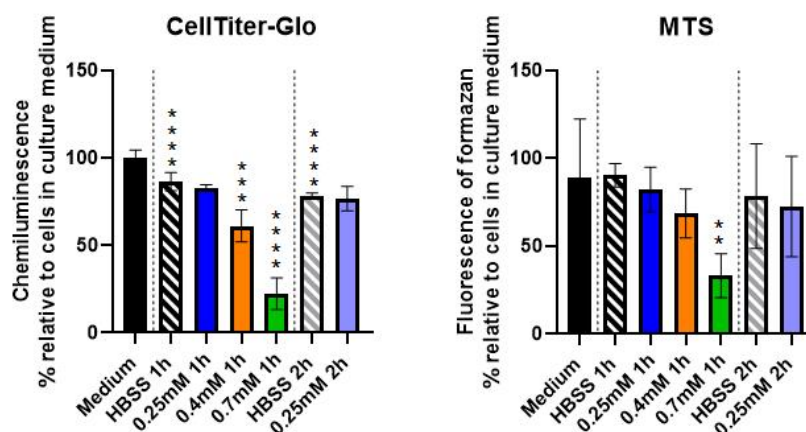 CellTiter-Glo
Chemiluminescence
% relative to cells in culture medium
150
100
50
0
****
***
****
****
Medium
HBSS 1h
0.25mM 1h
0.4mM 1h
0.7mM 1h
HBSS 2h
0.25mM 2h
MTS
Fluorescence of formazan
% relative to cells in culture medium
150
100
50
0
**
Medium
HBSS 1h
0.25mM 1h
0.4mM 1h
0.7mM 1h
HBSS 2h
0.25mM 2h